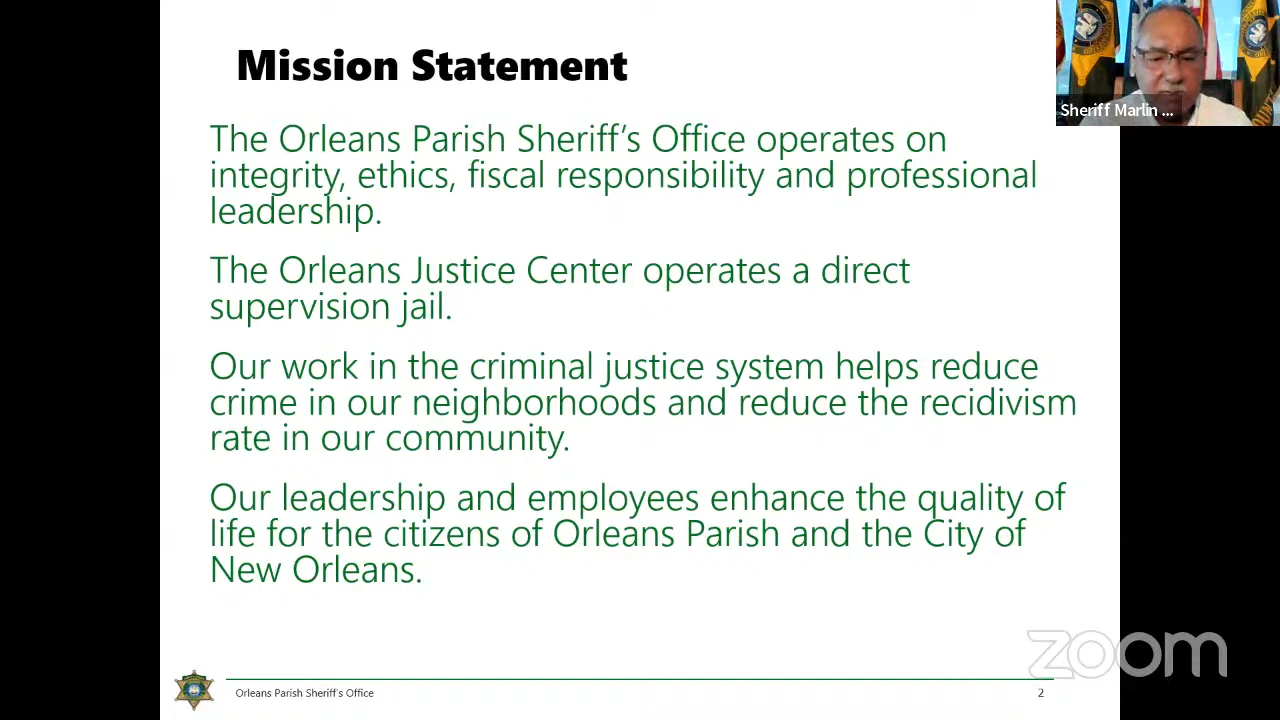 Mission Statement
The Orleans Parish Sheriff’s Office operates on
integrity, ethics, fiscal responsibility and professional
leadership.
The Orleans Justice Center operates a direct
supervision jail.
Our work in the criminal justice system helps reduce
crime in our neighborhoods and reduce the recidivism
rate in our community.
Our leadership and employees enhance the quality of
life for the citizens of Orleans Parish and the City of
New Orleans.
Orleans Parish Sheriff’s Office
2
Sheriff Marlin ...
zoom